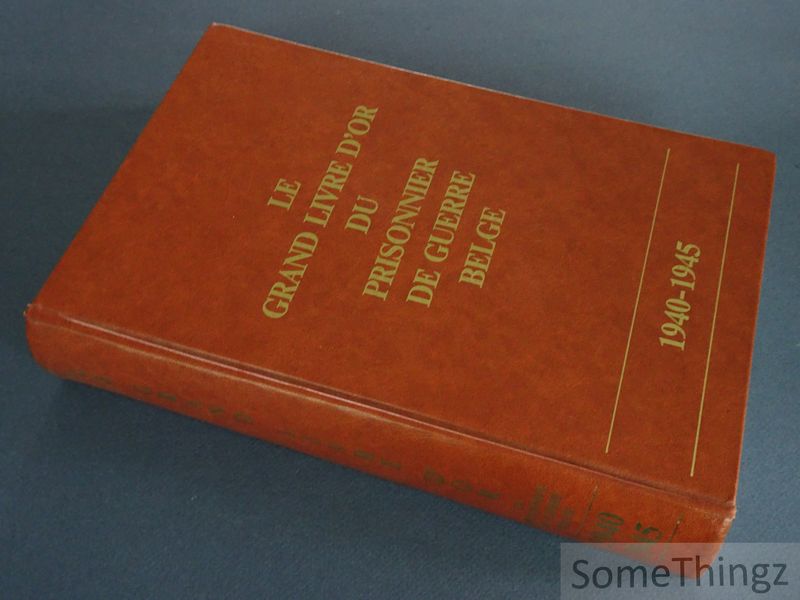 LE
GRAND LIVRE D'OR
DU
PRISONNIER
DE GUERRE
BELGE
1940-1945
SomeThingz